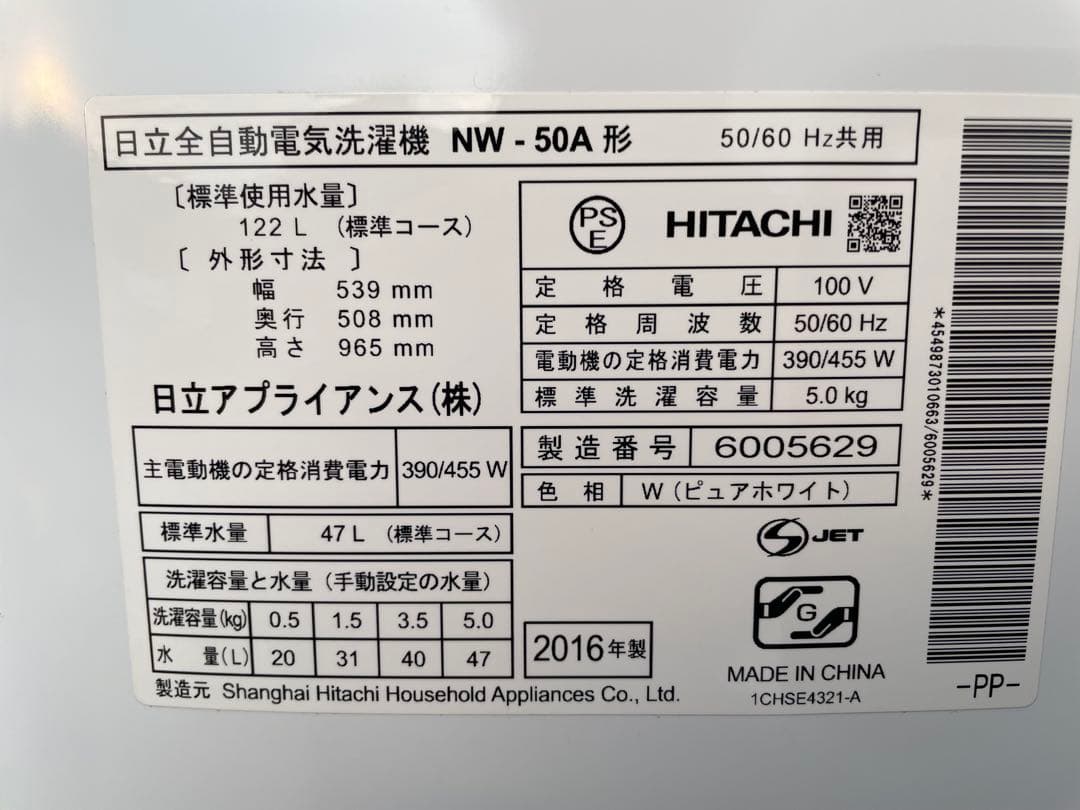 日立全自動電気洗濯機 NW - 50A 形 50/60 Hz共用
〔標準使用水量〕
122 L (標準コース)
〔 外形寸法 〕
幅 539 mm
奥行 508 mm
高さ 965 mm
日立アプライアンス(株)
主電動機の定格消費電力 390/455 W
標準水量 47 L (標準コース)
洗濯容量と水量 (手動設定の水量)
洗濯容量(kg) 0.5 1.5 3.5 5.0
水 量(L) 20 31 40 47
製造元 Shanghai Hitachi Household Appliances Co., Ltd.
PS
E
HITACHI
定格電圧 100 V
定格周波数 50/60 Hz
電動機の定格消費電力 390/455 W
標準洗濯容量 5.0 kg
製造番号 6005629
色相 W (ピュアホワイト)
S JET
G
2016年製
MADE IN CHINA
1CHSE4321-A
*4549873010663/6005629*
-PP-